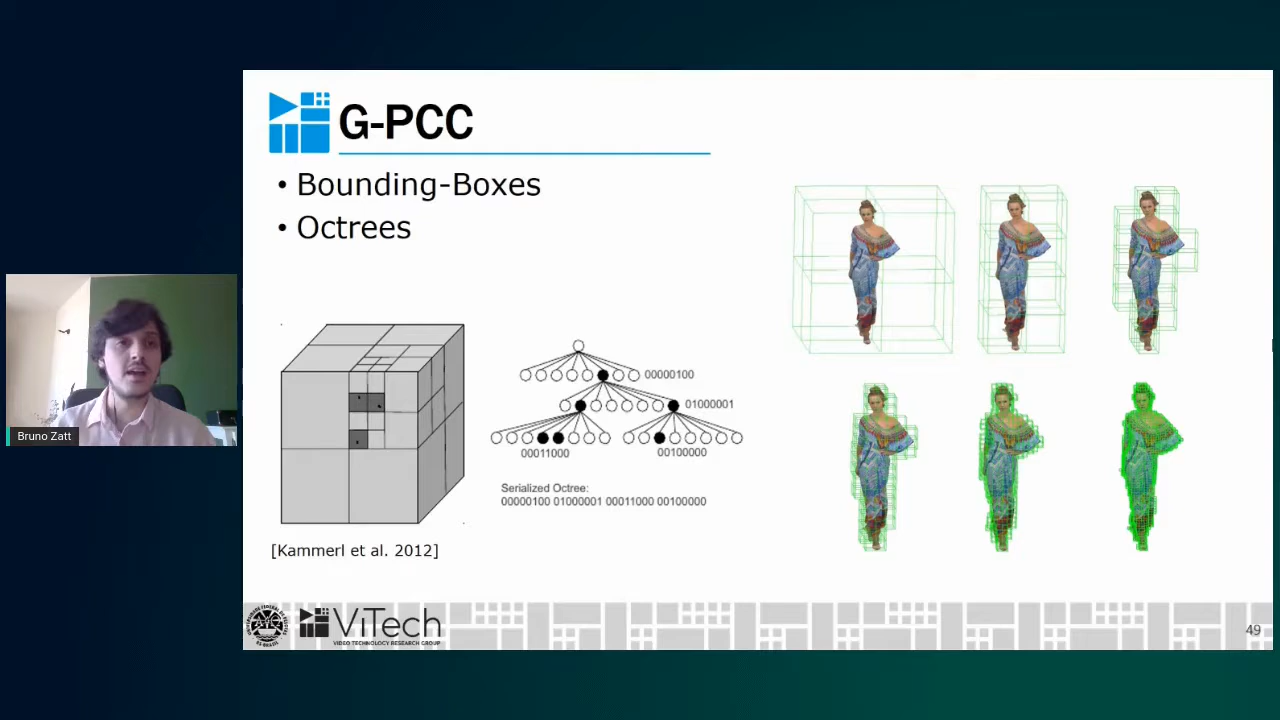 G-PCC
• Bounding-Boxes
• Octrees
00000100
01000001
00011000
00100000
Serialized Octree:
00000100 01000001 00011000 00100000
[Kammerl et al. 2012]
Bruno Zatt
ViTech
VIDEO TECHNOLOGY RESEARCH GROUP
49